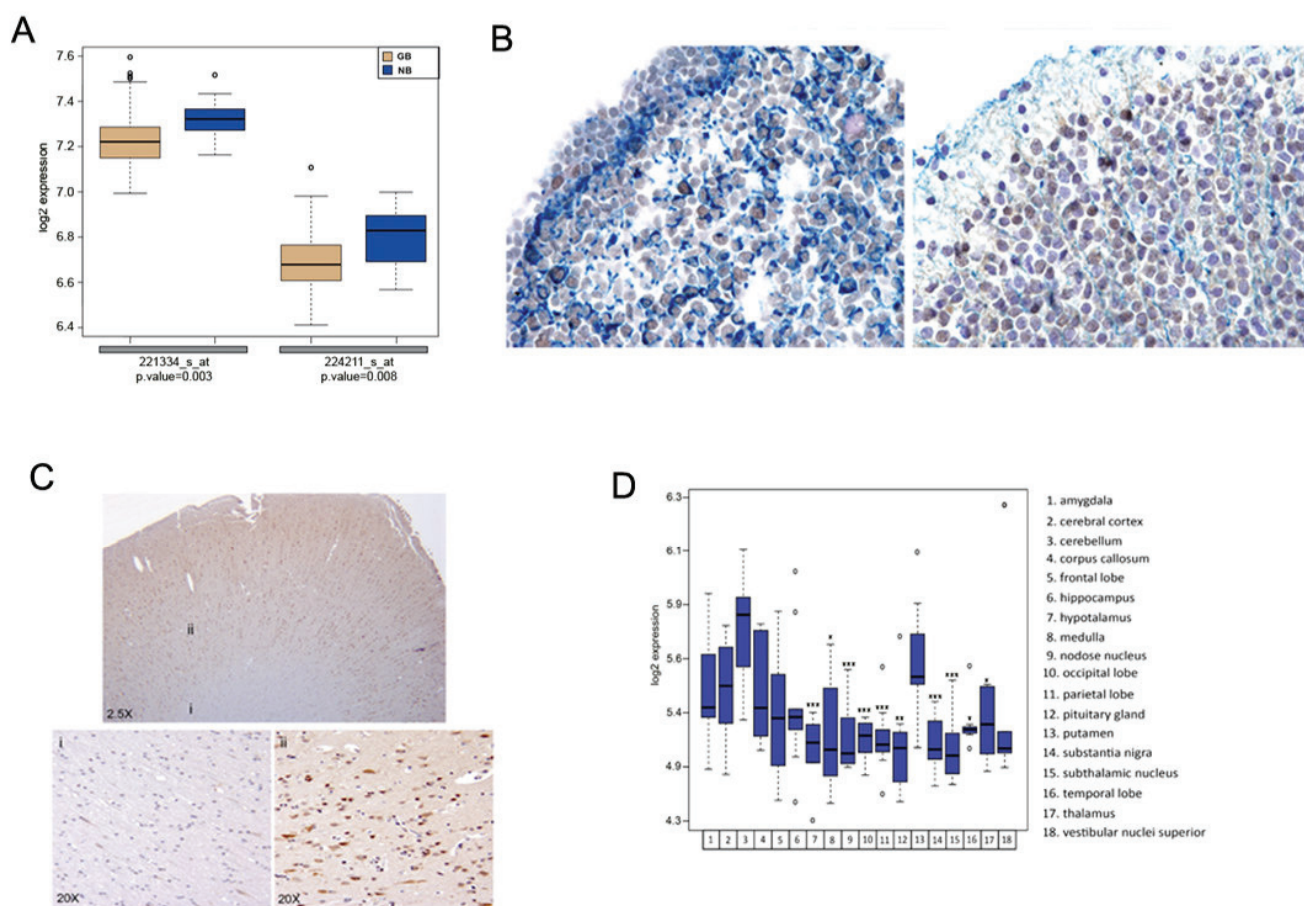 A
7.6
7.4
7.2
7.0
6.8
6.6
6.4
log2 expression
GB
NB
221334_s_at
p.value=0.003
224211_s_at
p.value=0.008
B
C
ii
i
2.5X
i
20X
ii
20X
D
6.3
6.1
5.9
5.6
5.4
4.9
4.3
log2 expression
* *** *** *** *** ** *** *** * *
1 2 3 4 5 6 7 8 9 10 11 12 13 14 15 16 17 18
1. amygdala
2. cerebral cortex
3. cerebellum
4. corpus callosum
5. frontal lobe
6. hippocampus
7. hypotalamus
8. medulla
9. nodose nucleus
10. occipital lobe
11. parietal lobe
12. pituitary gland
13. putamen
14. substantia nigra
15. subthalamic nucleus
16. temporal lobe
17. thalamus
18. vestibular nuclei superior